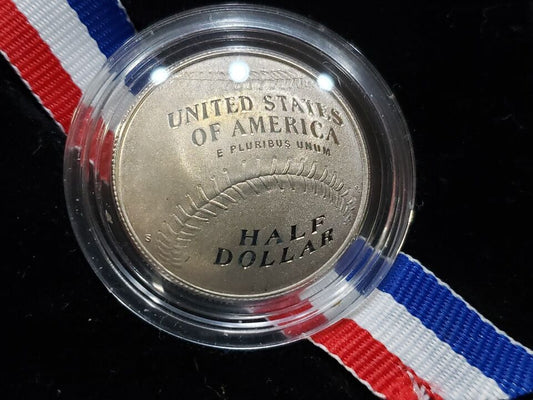 UNITED STATES
OF AMERICA
E PLURIBUS UNUM
S
HALF
DOLLAR